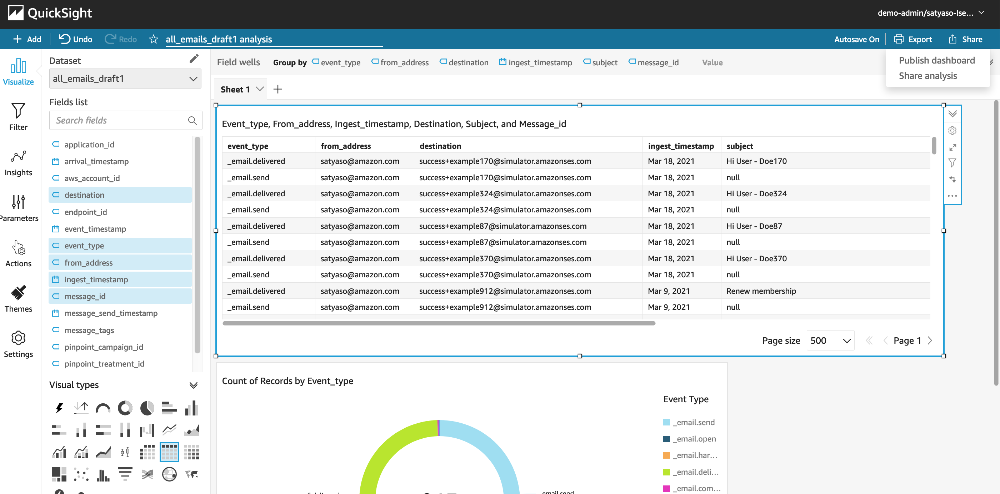 QuickSight
demo-admin/satyaso-Ise...
Add Undo Redo all_emails_draft1 analysis Autosave On Export Share
Publish dashboard
Share analysis
Visualize
Filter
Insights
Parameters
Actions
Themes
Settings
Dataset
all_emails_draft1
Fields list
Search fields
application_id
arrival_timestamp
aws_account_id
destination
endpoint_id
event_timestamp
event_type
from_address
ingest_timestamp
message_id
message_send_timestamp
message_tags
pinpoint_campaign_id
pinpoint_treatment_id
Visual types
Field wells Group by event_type from_address destination ingest_timestamp subject message_id Value
Sheet 1
Event_type, From_address, Ingest_timestamp, Destination, Subject, and Message_id
event_type from_address destination ingest_timestamp subject
_email.delivered satyaso@amazon.com success+example170@simulator.amazonses.com Mar 18, 2021 Hi User - Doe170
_email.send satyaso@amazon.com success+example170@simulator.amazonses.com Mar 18, 2021 null
_email.delivered satyaso@amazon.com success+example324@simulator.amazonses.com Mar 18, 2021 Hi User - Doe324
_email.send satyaso@amazon.com success+example324@simulator.amazonses.com Mar 18, 2021 null
_email.delivered satyaso@amazon.com success+example87@simulator.amazonses.com Mar 18, 2021 Hi User - Doe87
_email.send satyaso@amazon.com success+example87@simulator.amazonses.com Mar 18, 2021 null
_email.delivered satyaso@amazon.com success+example370@simulator.amazonses.com Mar 18, 2021 Hi User - Doe370
_email.send satyaso@amazon.com success+example370@simulator.amazonses.com Mar 18, 2021 null
_email.delivered satyaso@amazon.com success+example912@simulator.amazonses.com Mar 9, 2021 Renew membership
_email.send satyaso@amazon.com success+example912@simulator.amazonses.com Mar 9, 2021 null
Page size 500 Page 1
Count of Records by Event_type
Event Type
_email.send
_email.open
_email.har...
_email.deli...
_email.com...
email.send